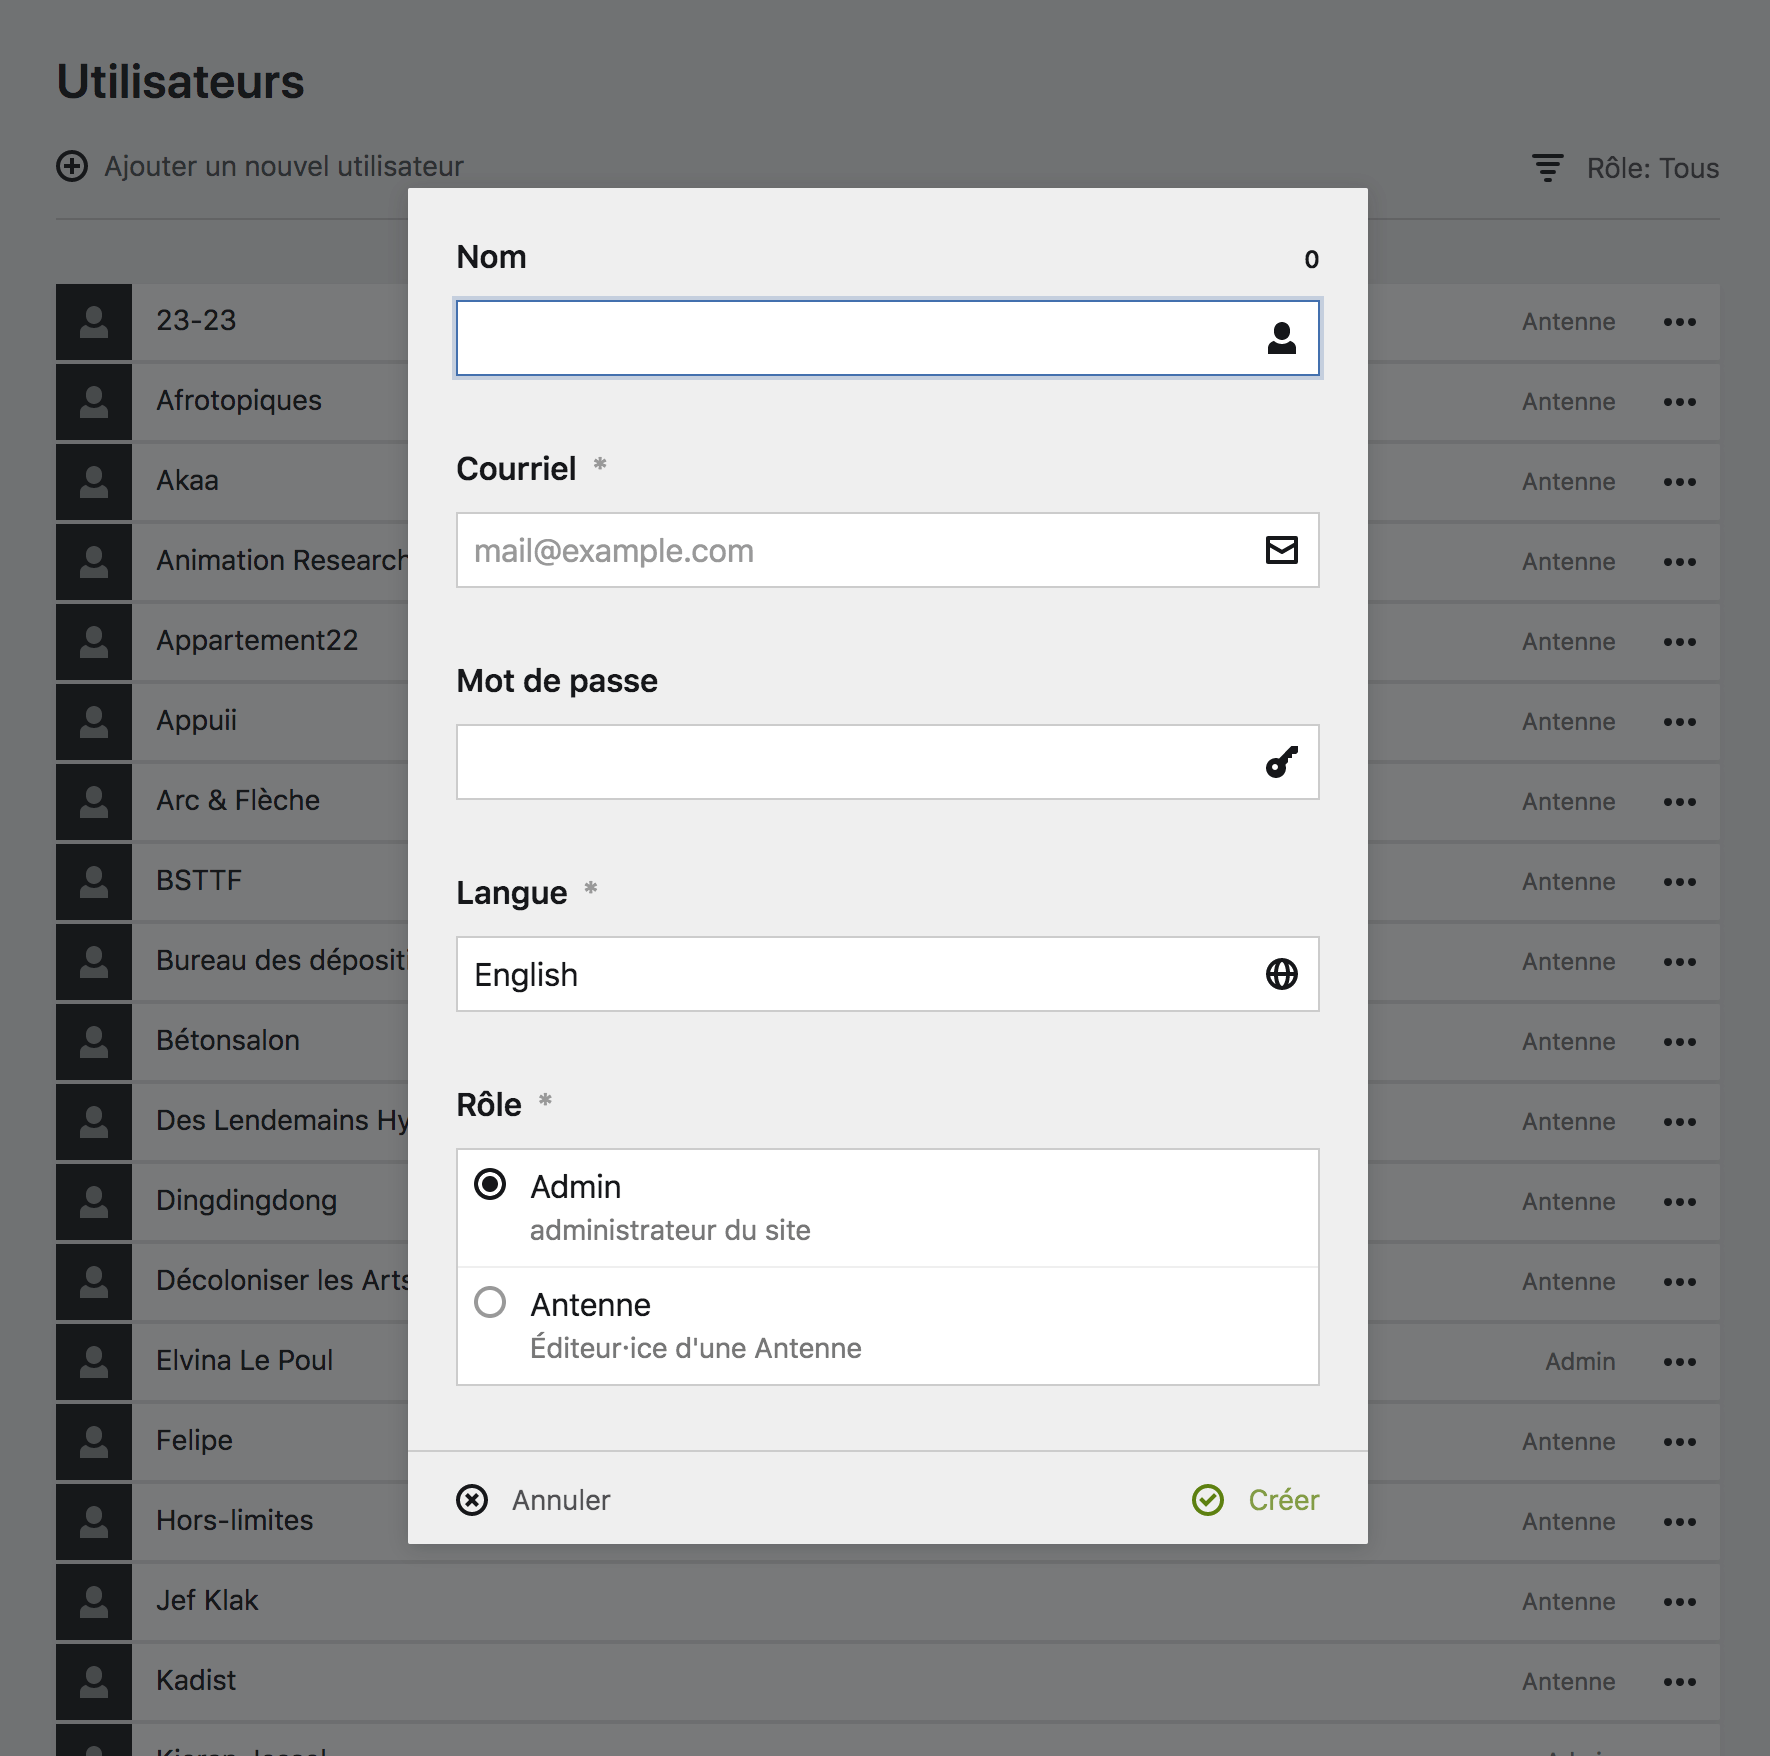 Utilisateurs
Ajouter un nouvel utilisateur
Rôle: Tous
Nom
0
Courriel *
mail@example.com
Mot de passe
Langue *
English
Rôle *
Admin
administrateur du site
Antenne
Éditeur·ice d'une Antenne
Annuler
Créer
23-23 Antenne
Afrotopiques Antenne
Akaa Antenne
Animation Research Antenne
Appartement22 Antenne
Appuii Antenne
Arc & Flèche Antenne
BSTTF Antenne
Bureau des dépositi Antenne
Bétonsalon Antenne
Des Lendemains Hy Antenne
Dingdingdong Antenne
Décoloniser les Arts Antenne
Elvina Le Poul Admin
Felipe Antenne
Hors-limites Antenne
Jef Klak Antenne
Kadist Antenne